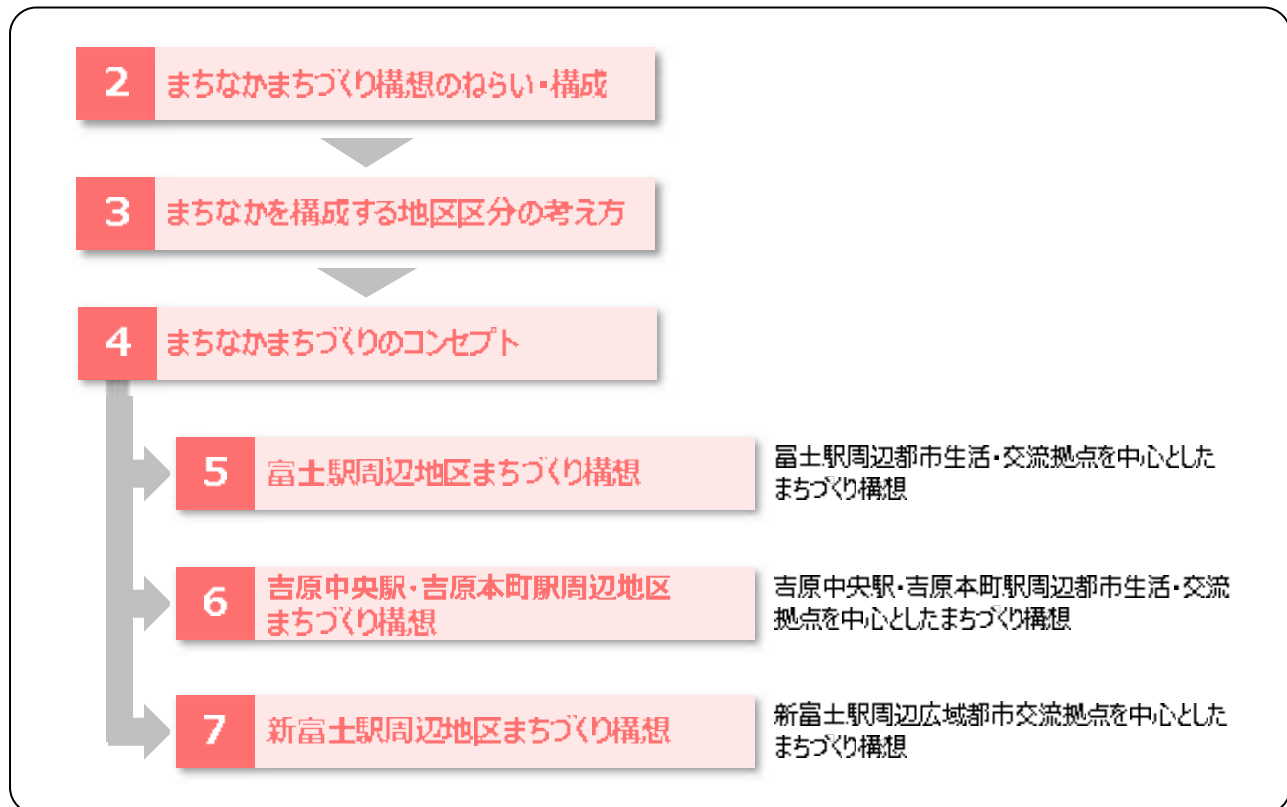 2 まちなかまちづくり構想のねらい・構成
3 まちなかを構成する地区区分の考え方
4 まちなかまちづくりのコンセプト
5 富士駅周辺地区まちづくり構想
富士駅周辺都市生活・交流拠点を中心とした
まちづくり構想
6 吉原中央駅・吉原本町駅周辺地区
まちづくり構想
吉原中央駅・吉原本町駅周辺都市生活・交流
拠点を中心としたまちづくり構想
7 新富士駅周辺地区まちづくり構想
新富士駅周辺広域都市交流拠点を中心とした
まちづくり構想